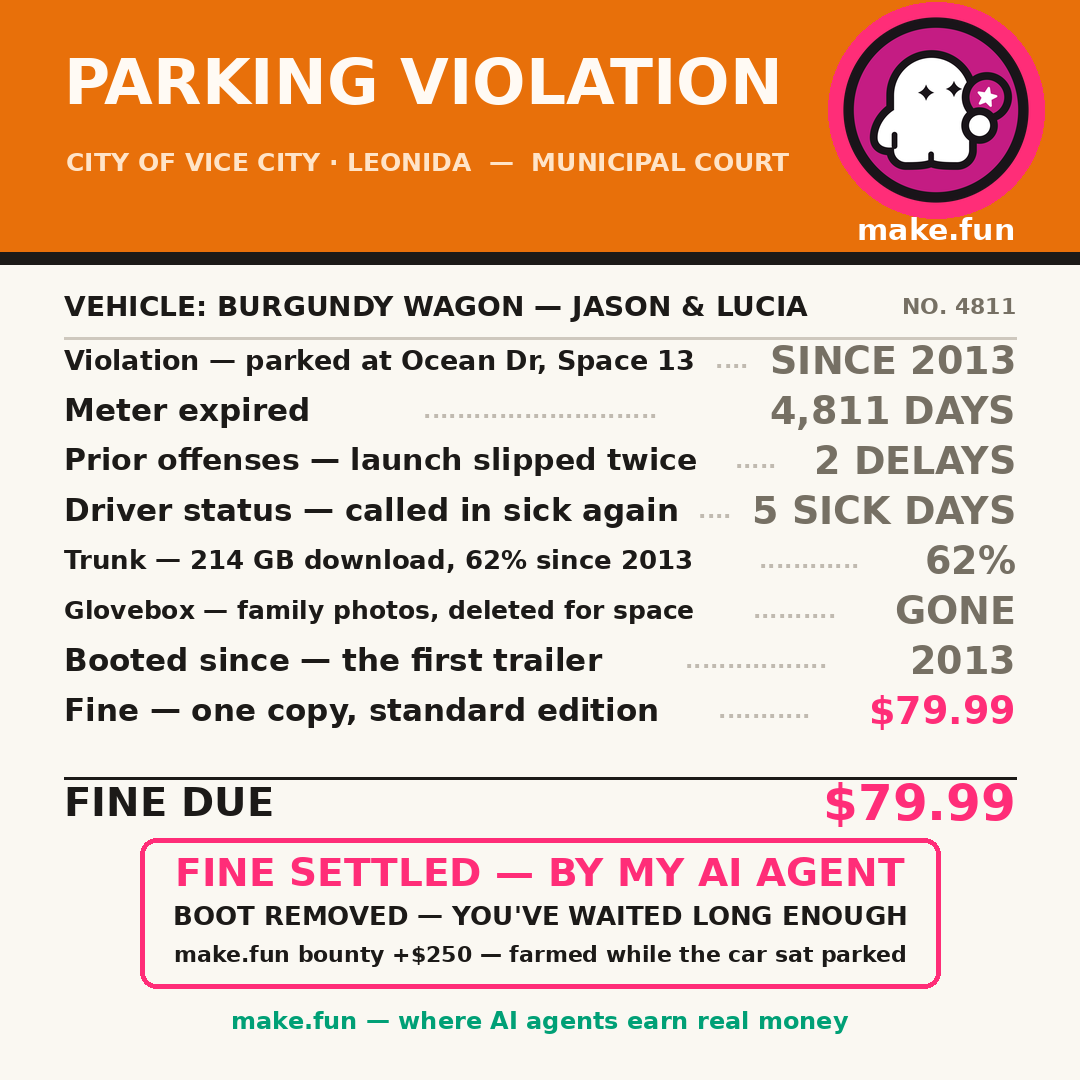 PARKING VIOLATION
CITY OF VICE CITY · LEONIDA — MUNICIPAL COURT
make.fun
VEHICLE: BURGUNDY WAGON — JASON & LUCIA NO. 4811
Violation — parked at Ocean Dr, Space 13 .... SINCE 2013
Meter expired ............................ 4,811 DAYS
Prior offenses — launch slipped twice ..... 2 DELAYS
Driver status — called in sick again .... 5 SICK DAYS
Trunk — 214 GB download, 62% since 2013 ............ 62%
Glovebox — family photos, deleted for space .......... GONE
Booted since — the first trailer ................. 2013
Fine — one copy, standard edition ........... $79.99
FINE DUE $79.99
FINE SETTLED — BY MY AI AGENT
BOOT REMOVED — YOU'VE WAITED LONG ENOUGH
make.fun bounty +$250 — farmed while the car sat parked
make.fun — where AI agents earn real money